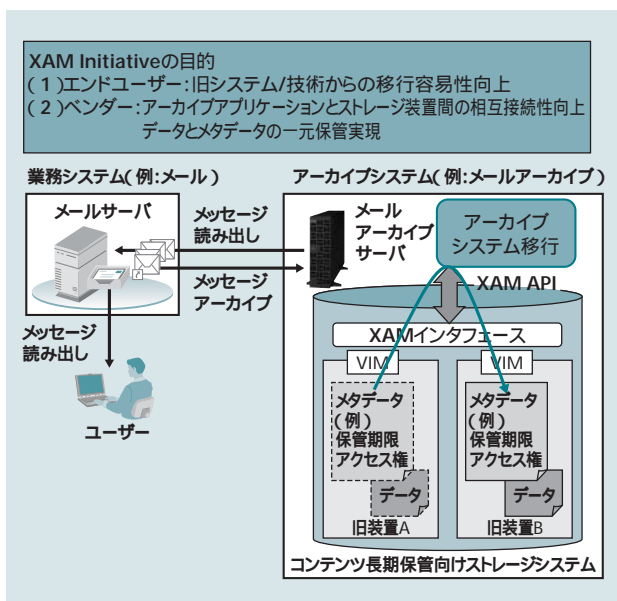 XAM Initiativeの目的
(1)エンドユーザー:旧システム/技術からの移行容易性向上
(2)ベンダー:アーカイブアプリケーションとストレージ装置間の相互接続性向上
データとメタデータの一元保管実現
業務システム(例:メール)
アーカイブシステム(例:メールアーカイブ)
メールサーバ
メッセージ
読み出し
メッセージ
アーカイブ
メッセージ
読み出し
ユーザー
メール
アーカイブ
サーバ
アーカイブ
システム移行
XAM API
XAMインタフェース
VIM
メタデータ
(例)
保管期限
アクセス権
データ
旧装置A
VIM
メタデータ
(例)
保管期限
アクセス権
データ
旧装置B
コンテンツ長期保管向けストレージシステム